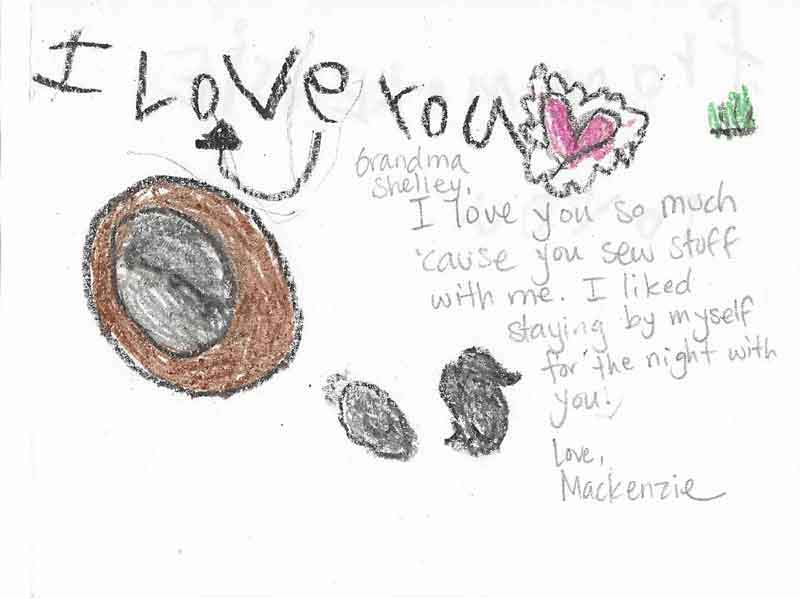 I Love You
Grandma
Shelley,
I love you so much
'cause you sew stuff
with me. I liked
staying by myself
for the night with
you!
Love,
Mackenzie